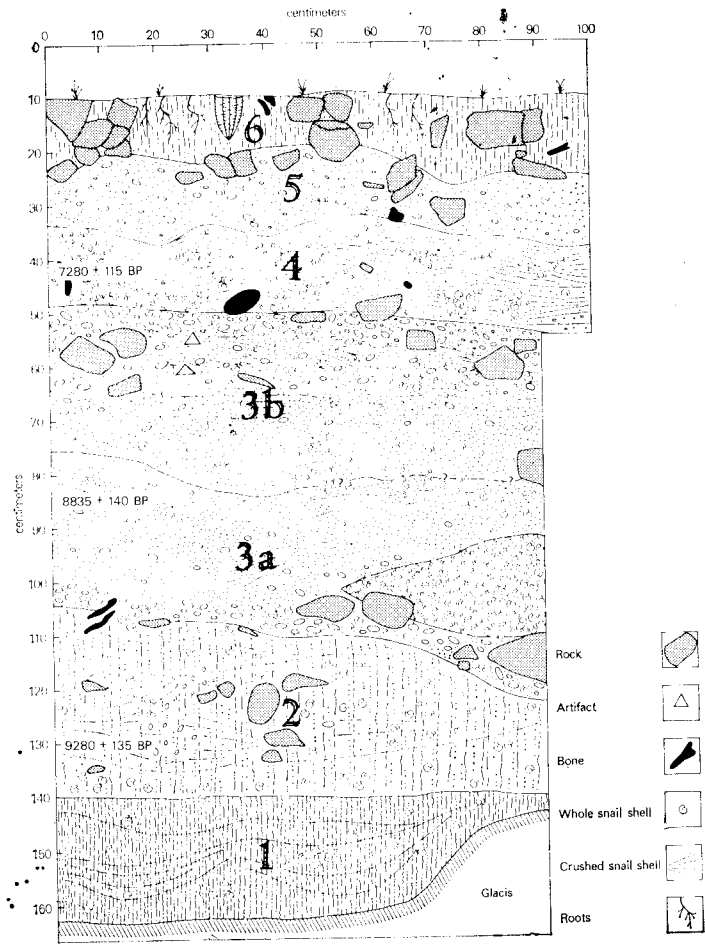 centimeters
0 10 20 30 40 50 60 70 80 90 100
0
10
6
20
5
30
4
40
7280 + 115 BP
50
60
3b
70
centimeters
8835 + 140 BP
90
3a
100
110
Rock
120
2
Artifact
130
9280 + 135 BP
Bone
140
Whole snail shell
150
1
Crushed snail shell
Glacis
160
Roots